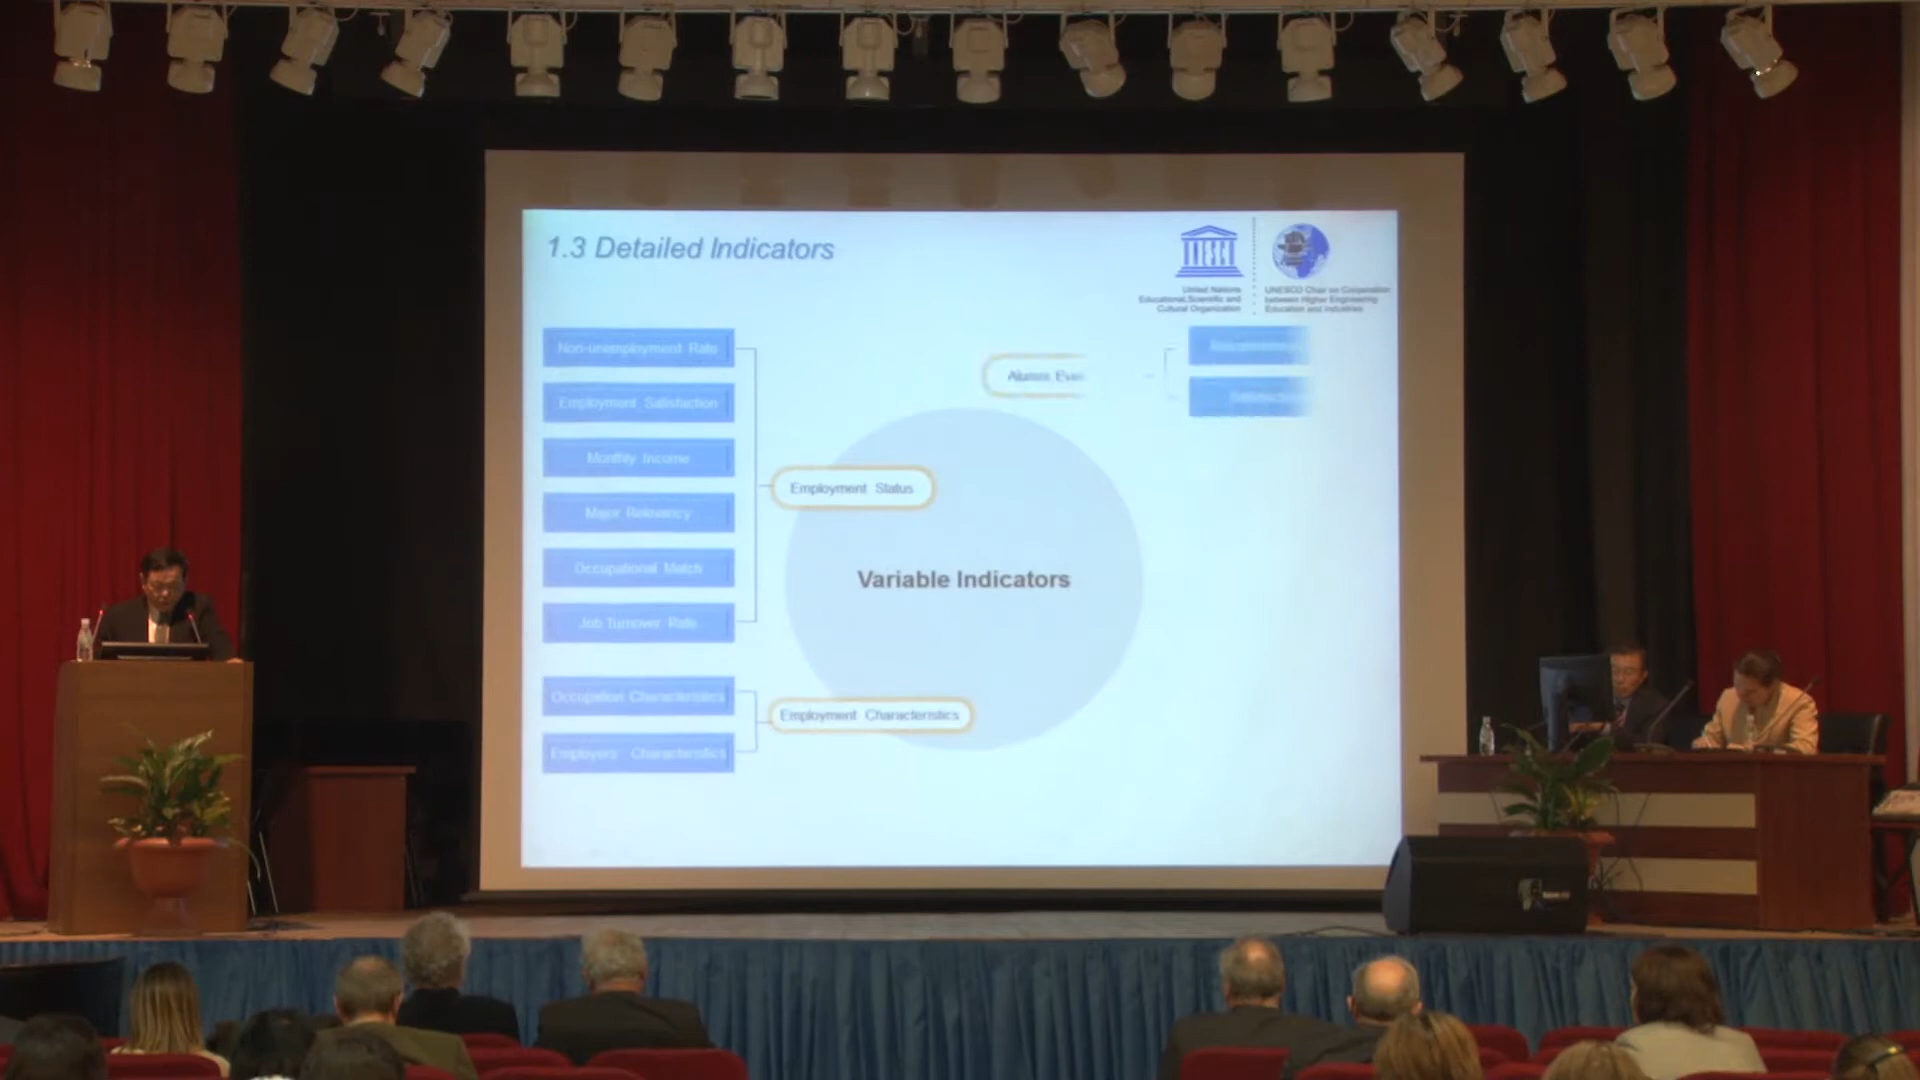 1.3 Detailed Indicators
UNESCO
United Nations
Educational, Scientific and
Cultural Organization
UNESCO Chair on Cooperation
between Higher Engineering
Education and Industries
Non-unemployment Rate
Employment Satisfaction
Monthly Income
Major Relevancy
Occupational Match
Job Turnover Rate
Employment Status
Occupation Characteristics
Employers' Characteristics
Employment Characteristics
Variable Indicators
Alumni